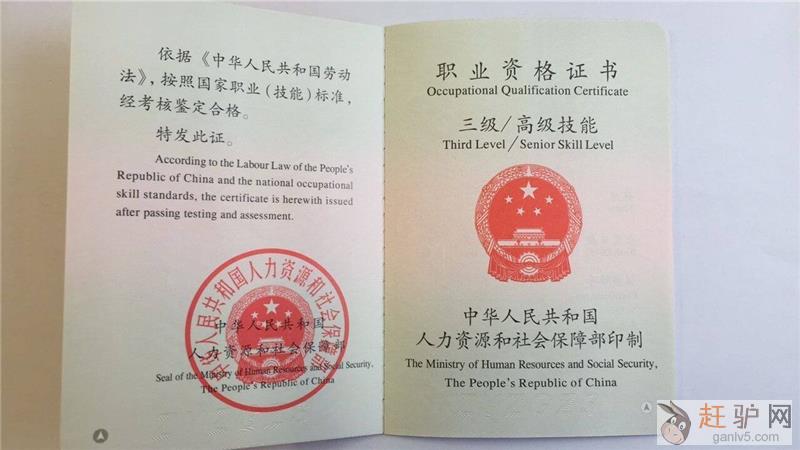 依据《中华人民共和国劳动
法》，按照国家职业（技能）标准，
经考核鉴定合格。
特发此证。
According to the Labour Law of the People's
Republic of China and the national occupational
skill standards, the certificate is herewith issued
after passing testing and assessment.
中华人民共和国人力资源和社会保障部
中华人民共和国
人力资源和社会保障部
Seal of the Ministry of Human Resources and Social Security,
The People's Republic of China
职业资格证书
Occupational Qualification Certificate
三级/高级技能
Third Level/Senior Skill Level
中华人民共和国
人力资源和社会保障部印制
The Ministry of Human Resources and Social Security,
The People's Republic of China
赶驴网
ganlv5.com